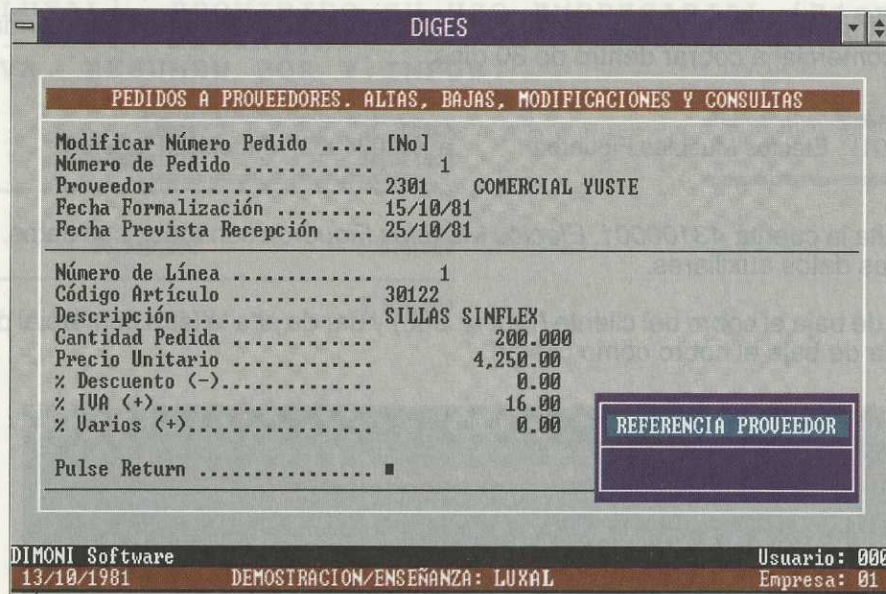 DIGES
PEDIDOS A PROVEEDORES. ALTAS, BAJAS, MODIFICACIONES Y CONSULTAS
Modificar Número Pedido ..... [No]
Número de Pedido ............ 1
Proveedor ................... 2301 COMERCIAL YUSTE
Fecha Formalización ......... 15/10/81
Fecha Prevista Recepción .... 25/10/81
Número de Línea ............. 1
Código Artículo ............. 30122
Descripción ................. SILLAS SINFLEX
Cantidad Pedida ............. 200.000
Precio Unitario ............. 4,250.00
% Descuento (-).............. 0.00
% IVA (+).................... 16.00
% Varios (+)................. 0.00
REFERENCIA PROVEEDOR
Pulse Return ................
DIMONI Software Usuario: 000
13/10/1981 DEMOSTRACION/ENSEÑANZA: LUXAL Empresa: 01